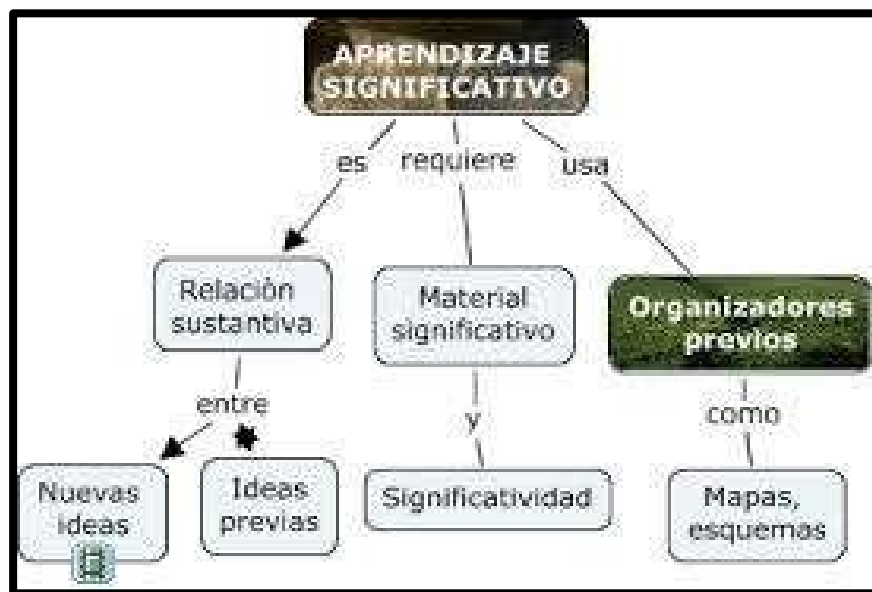 APRENDIZAJE
SIGNIFICATIVO
es
requiere
usa
Relación
sustantiva
Material
significativo
Organizadores
previos
entre
y
como
Nuevas
ideas
Ideas
previas
Significatividad
Mapas,
esquemas